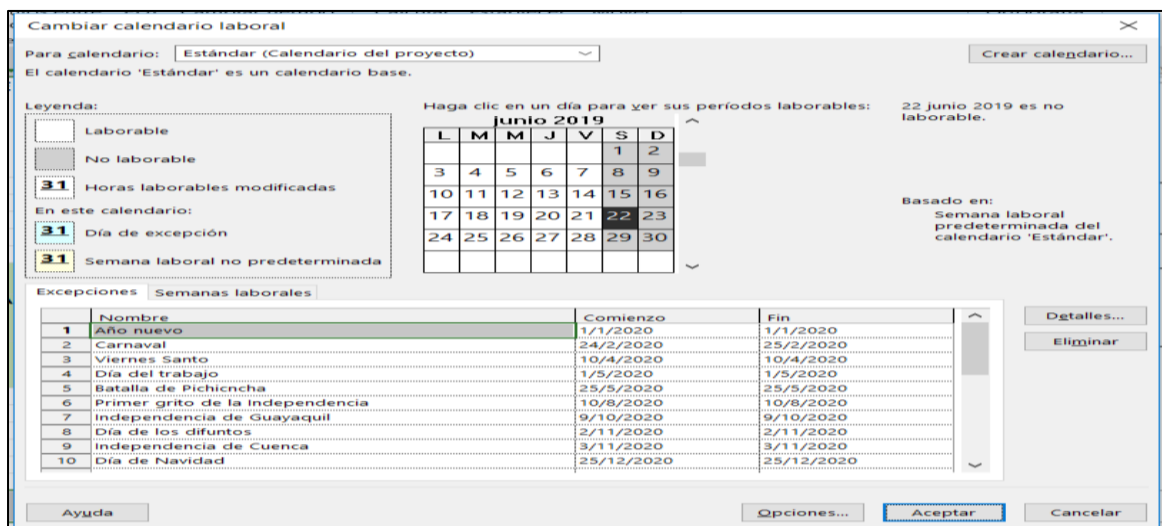 Cambiar calendario laboral
Para calendario: Estándar (Calendario del proyecto)
Crear calendario...
El calendario 'Estándar' es un calendario base.
Leyenda:
Laborable
No laborable
31 Horas laborables modificadas
En este calendario:
31 Día de excepción
31 Semana laboral no predeterminada
Haga clic en un día para ver sus períodos laborables:
junio 2019
L M M J V S D
1 2
3 4 5 6 7 8 9
10 11 12 13 14 15 16
17 18 19 20 21 22 23
24 25 26 27 28 29 30
22 junio 2019 es no
laborable.
Basado en:
Semana laboral
predeterminada del
calendario 'Estándar'.
Excepciones Semanas laborales
Nombre Comienzo Fin
1 Año nuevo 1/1/2020 1/1/2020
2 Carnaval 24/2/2020 25/2/2020
3 Viernes Santo 10/4/2020 10/4/2020
4 Día del trabajo 1/5/2020 1/5/2020
5 Batalla de Pichicncha 25/5/2020 25/5/2020
6 Primer grito de la Independencia 10/8/2020 10/8/2020
7 Independencia de Guayaquil 9/10/2020 9/10/2020
8 Día de los difuntos 2/11/2020 2/11/2020
9 Independencia de Cuenca 3/11/2020 3/11/2020
10 Día de Navidad 25/12/2020 25/12/2020
Detalles...
Eliminar
Ayuda
Opciones...
Aceptar
Cancelar